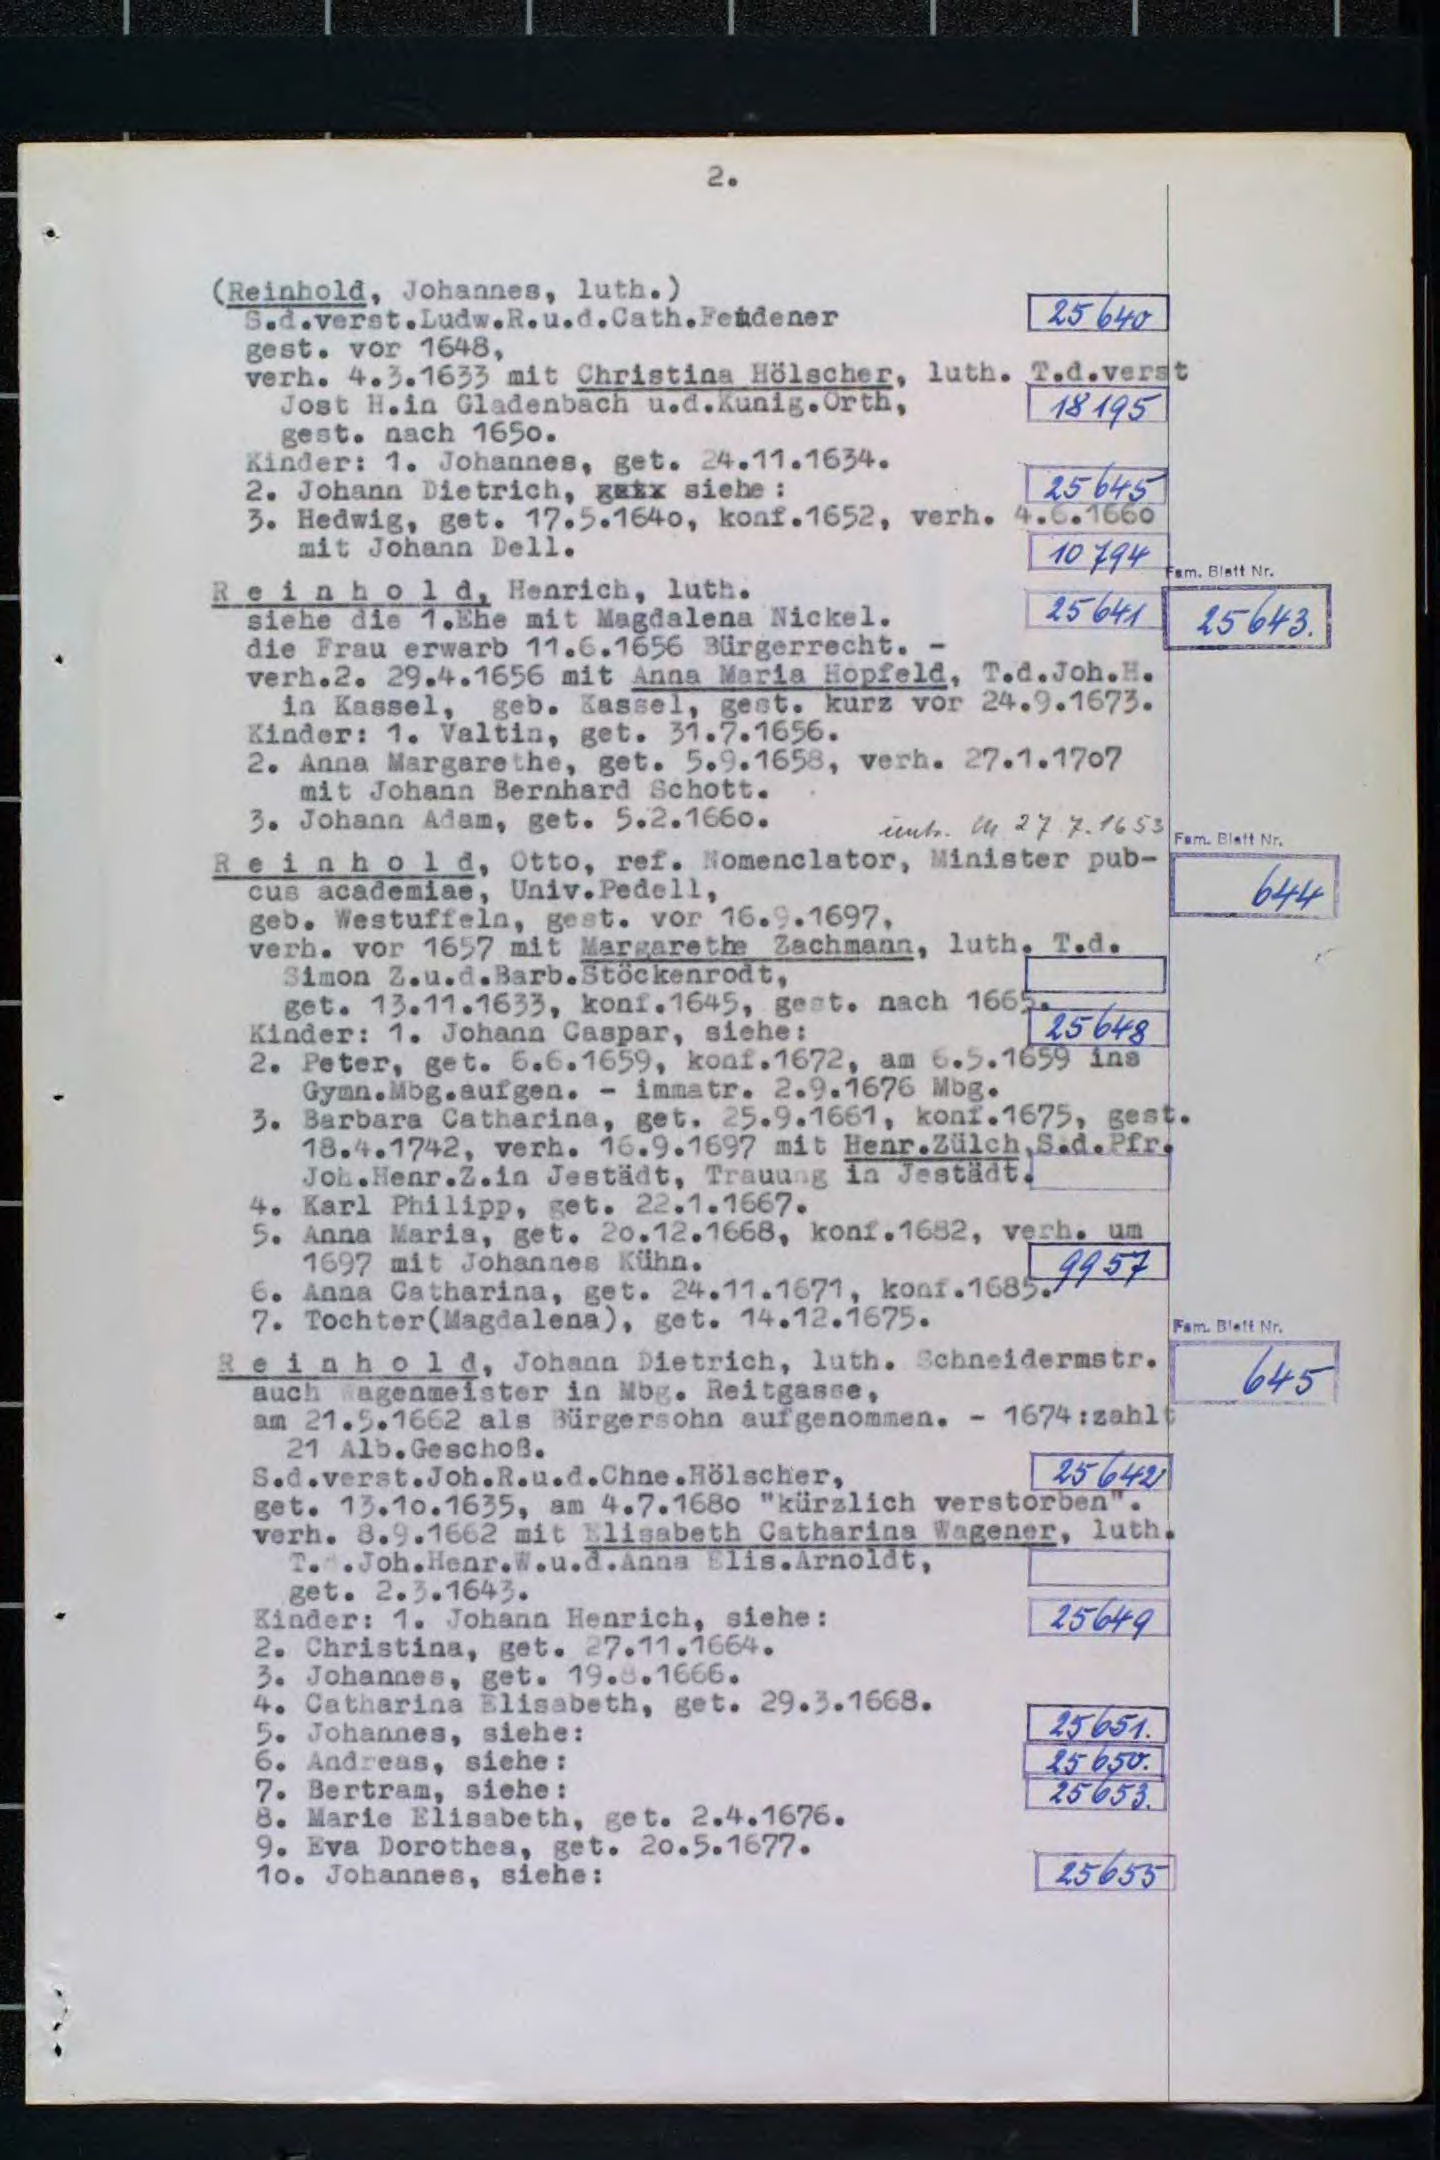 2.
(Reinhold, Johannes, luth.)
S.d.verst.Ludw.R.u.d.Cath.Feudener 25640
gest. vor 1648,
verh. 4.3.1633 mit Christina Hölscher, luth. T.d.verst
Jost H.in Gladenbach u.d.Kunig.Orth, 18195
gest. nach 165o.
Kinder: 1. Johannes, get. 24.11.1634.
2. Johann Dietrich, siehe: 25645
3. Hedwig, get. 17.5.164o, konf.1652, verh. 4.6.166o
mit Johann Dell. 10794
Fam. Blatt Nr.
Reinhold, Henrich, luth.
siehe die 1.Ehe mit Magdalena Nickel. 25641 25643.
die Frau erwarb 11.6.1656 Bürgerrecht. -
verh.2. 29.4.1656 mit Anna Maria Hopfeld, T.d.Joh.H.
in Kassel, geb. Kassel, gest. kurz vor 24.9.1673.
Kinder: 1. Valtin, get. 31.7.1656.
2. Anna Margarethe, get. 5.9.1658, verh. 27.1.17o7
mit Johann Bernhard Schott.
3. Johann Adam, get. 5.2.166o. 27.7.1653
Fam. Blatt Nr.
Reinhold, Otto, ref. Nomenclator, Minister pub-
cus academiae, Univ.Pedell, 644
geb. Westuffeln, gest. vor 16.9.1697,
verh. vor 1657 mit Margarethe Zachmann, luth. T.d.
Simon Z.u.d.Barb.Stöckenrodt,
get. 13.11.1633, konf.1645, gest. nach 1665.
Kinder: 1. Johann Caspar, siehe: 25648
2. Peter, get. 6.6.1659, konf.1672, am 6.5.1659 ins
Gymn.Mbg.aufgen. - immatr. 2.9.1676 Mbg.
3. Barbara Catharina, get. 25.9.1661, konf.1675, gest.
18.4.1742, verh. 16.9.1697 mit Henr.Zülch,S.d.Pfr.
Joh.Henr.Z.in Jestädt, Trauung in Jestädt.
4. Karl Philipp, get. 22.1.1667.
5. Anna Maria, get. 2o.12.1668, konf.1682, verh. um
1697 mit Johannes Kühn. 9957
6. Anna Catharina, get. 24.11.1671, konf.1685.
7. Tochter(Magdalena), get. 14.12.1675.
Fam. Blatt Nr.
Reinhold, Johann Dietrich, luth. Schneidermstr.
auch Wagenmeister in Mbg. Reitgasse, 645
am 21.5.1662 als Bürgersohn aufgenommen. - 1674:zahlt
21 Alb.Geschoß.
S.d.verst.Joh.R.u.d.Chne.Hölscher, 25642
get. 13.1o.1635, am 4.7.168o "kürzlich verstorben".
verh. 8.9.1662 mit Elisabeth Catharina Wagener, luth.
T.d.Joh.Henr.W.u.d.Anna Elis.Arnoldt,
get. 2.3.1643.
Kinder: 1. Johann Henrich, siehe: 25649
2. Christina, get. 27.11.1664.
3. Johannes, get. 19.8.1666.
4. Catharina Elisabeth, get. 29.3.1668.
5. Johannes, siehe: 25651.
6. Andreas, siehe: 25650.
7. Bertram, siehe: 25653.
8. Marie Elisabeth, get. 2.4.1676.
9. Eva Dorothea, get. 2o.5.1677.
1o. Johannes, siehe: 25655